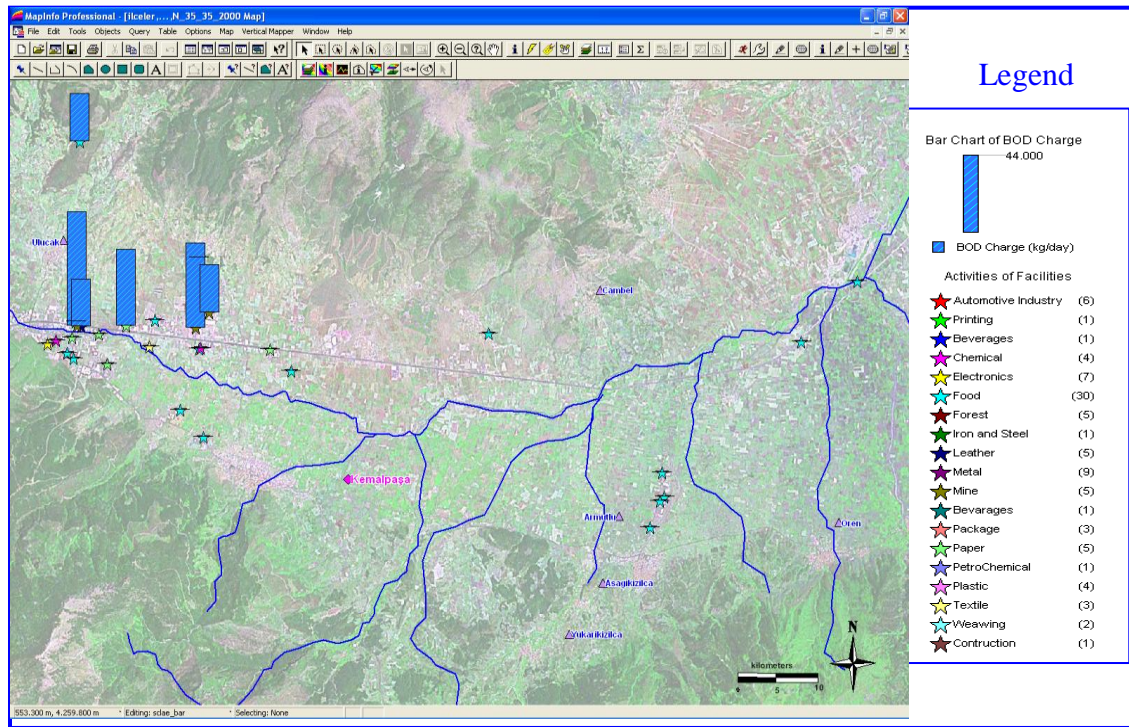 MapInfo Professional - [ilceler,...,N_35_35_2000 Map]
File Edit Tools Objects Query Table Options Map Vertical Mapper Window Help
Legend
Bar Chart of BOD Charge
44.000
BOD Charge (kg/day)
Activities of Facilities
Automotive Industry (6)
Printing (1)
Beverages (1)
Chemical (4)
Electronics (7)
Food (30)
Forest (5)
Iron and Steel (1)
Leather (5)
Metal (9)
Mine (5)
Bevarages (1)
Package (3)
Paper (5)
PetroChemical (1)
Plastic (4)
Textile (3)
Weawing (2)
Contruction (1)
Ulucak
Cambel
Kemalpaşa
Armutlu
Oren
Asagikizilca
Yukarikizilca
N
kilometers
0 5 10
553.300 m, 4.259.800 m Editing: sclae_bar Selecting: None